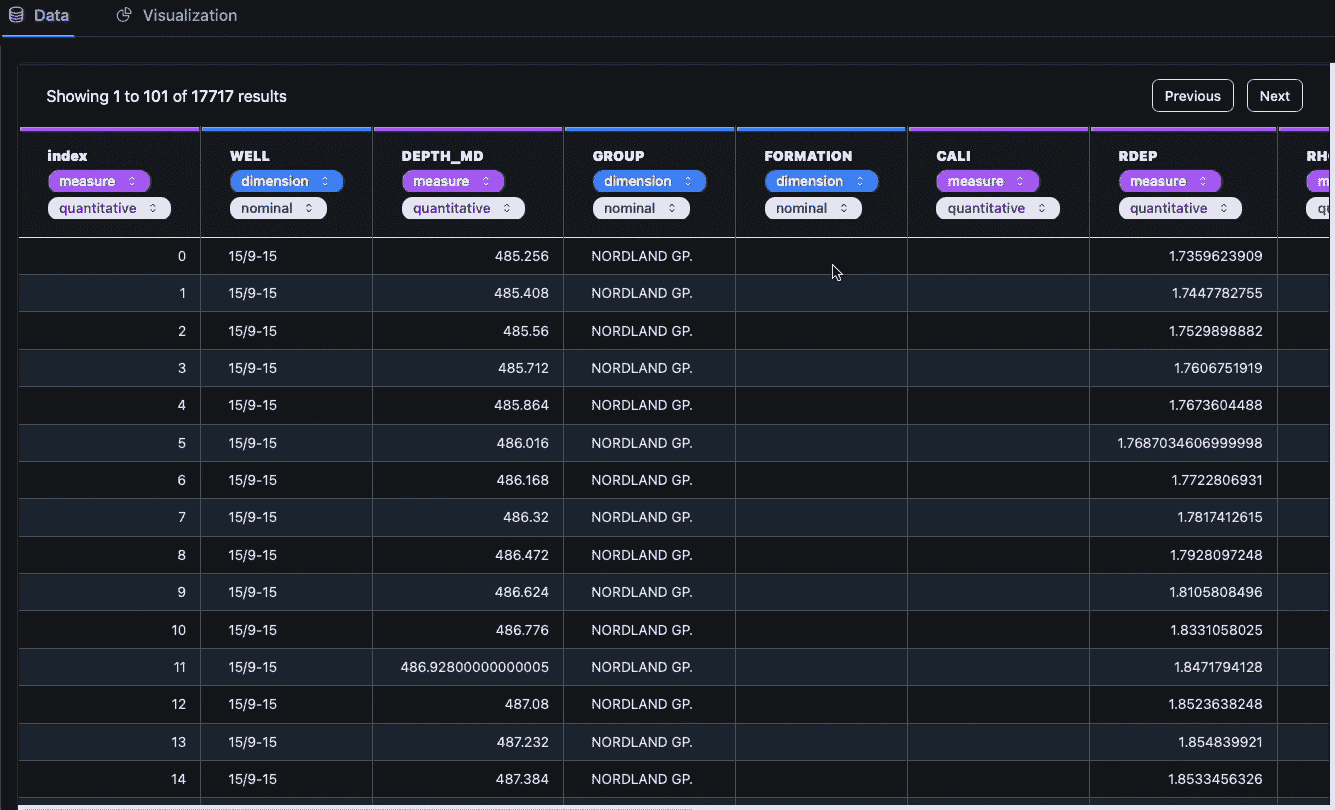 Data Visualization
Showing 1 to 101 of 17717 results Previous Next
index WELL DEPTH_MD GROUP FORMATION CALI RDEP
measure dimension measure dimension dimension measure measure
quantitative nominal quantitative nominal nominal quantitative quantitative
0 15/9-15 485.256 NORDLAND GP. 1.7359623909
1 15/9-15 485.408 NORDLAND GP. 1.7447782755
2 15/9-15 485.56 NORDLAND GP. 1.7529898882
3 15/9-15 485.712 NORDLAND GP. 1.7606751919
4 15/9-15 485.864 NORDLAND GP. 1.7673604488
5 15/9-15 486.016 NORDLAND GP. 1.7687034606999998
6 15/9-15 486.168 NORDLAND GP. 1.7722806931
7 15/9-15 486.32 NORDLAND GP. 1.7817412615
8 15/9-15 486.472 NORDLAND GP. 1.7928097248
9 15/9-15 486.624 NORDLAND GP. 1.8105808496
10 15/9-15 486.776 NORDLAND GP. 1.8331058025
11 15/9-15 486.92800000000005 NORDLAND GP. 1.8471794128
12 15/9-15 487.08 NORDLAND GP. 1.8523638248
13 15/9-15 487.232 NORDLAND GP. 1.854839921
14 15/9-15 487.384 NORDLAND GP. 1.8533456326